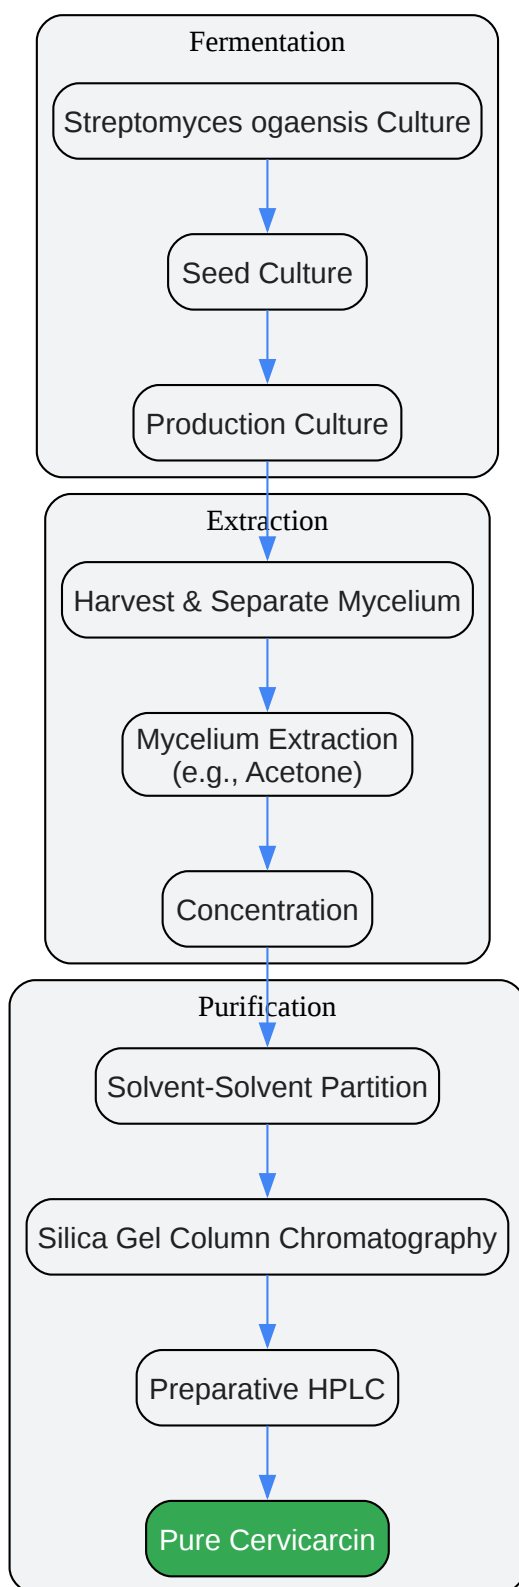 Fermentation
Streptomyces ogaensis Culture
Seed Culture
Production Culture
Extraction
Harvest & Separate Mycelium
Mycelium Extraction
(e.g., Acetone)
Concentration
Purification
Solvent-Solvent Partition
Silica Gel Column Chromatography
Preparative HPLC
Pure Cervicarcin